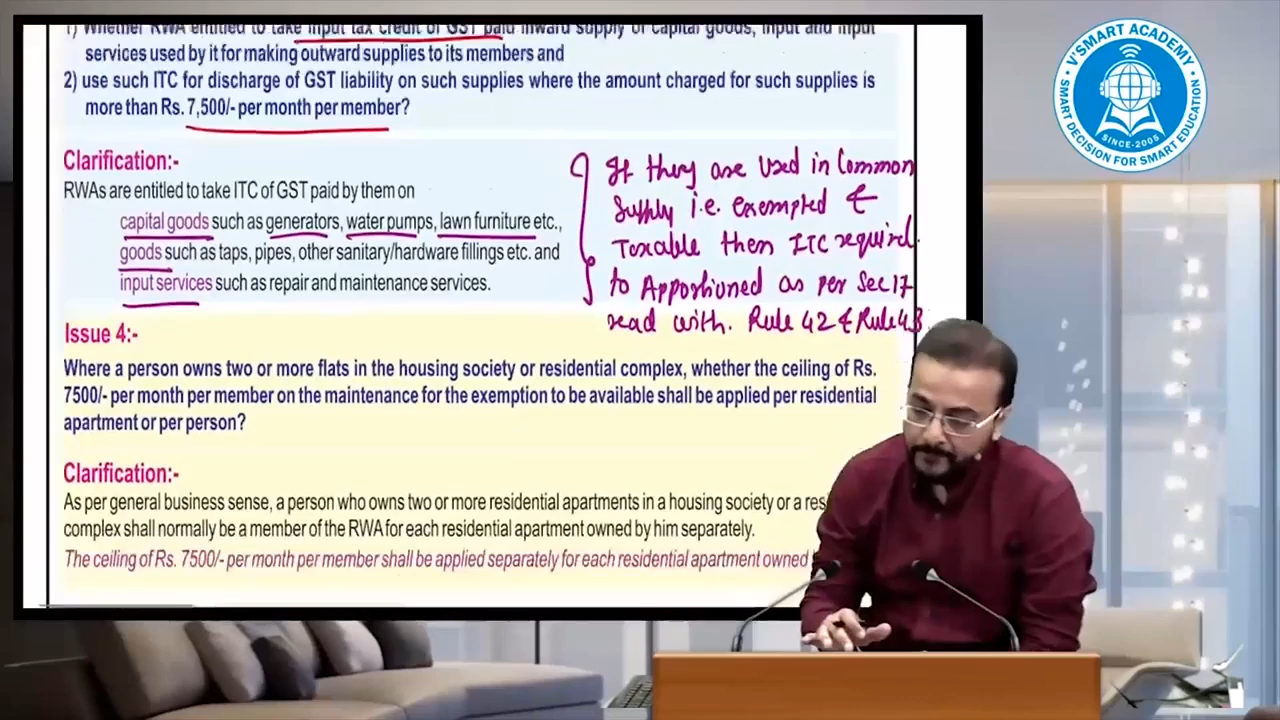 1) Whether RWA entitled to take input tax credit of GST paid inward supply of capital goods, input and input
services used by it for making outward supplies to its members and
2) use such ITC for discharge of GST liability on such supplies where the amount charged for such supplies is
more than Rs. 7,500/- per month per member?
Clarification:-
RWAs are entitled to take ITC of GST paid by them on
capital goods such as generators, water pumps, lawn furniture etc.,
goods such as taps, pipes, other sanitary/hardware fillings etc. and
input services such as repair and maintenance services.
If they are used in Common
Supply i.e. exempted &
Taxable then ITC required
to Apportioned as per Sec 17
read with. Rule 42 & Rule 43
Issue 4:-
Where a person owns two or more flats in the housing society or residential complex, whether the ceiling of Rs.
7500/- per month per member on the maintenance for the exemption to be available shall be applied per residential
apartment or per person?
Clarification:-
As per general business sense, a person who owns two or more residential apartments in a housing society or a
complex shall normally be a member of the RWA for each residential apartment owned by him separately.
The ceiling of Rs. 7500/- per month per member shall be applied separately for each residential apartment owned
V'SMART ACADEMY
SMART DECISION FOR SMART EDUCATION
SINCE-2005